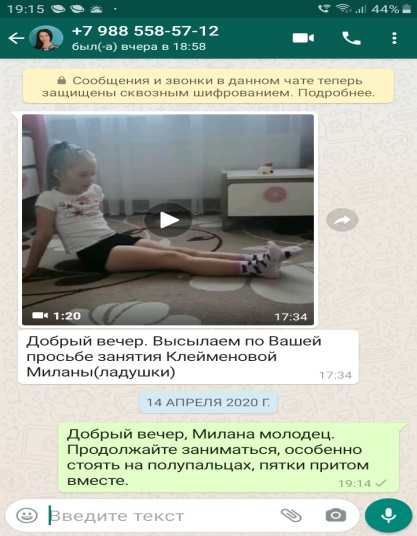 19:15 44%
+7 988 558-57-12
был(-а) вчера в 18:58
Сообщения и звонки в данном чате теперь
защищены сквозным шифрованием. Подробнее.
1:20 17:34
Добрый вечер. Высылаем по Вашей
просьбе занятия Клейменовой
Миланы(ладушки)
17:34
14 АПРЕЛЯ 2020 Г.
Добрый вечер, Милана молодец.
Продолжайте заниматься, особенно
стоять на полупальцах, пятки притом
вместе.
19:14
Введите текст